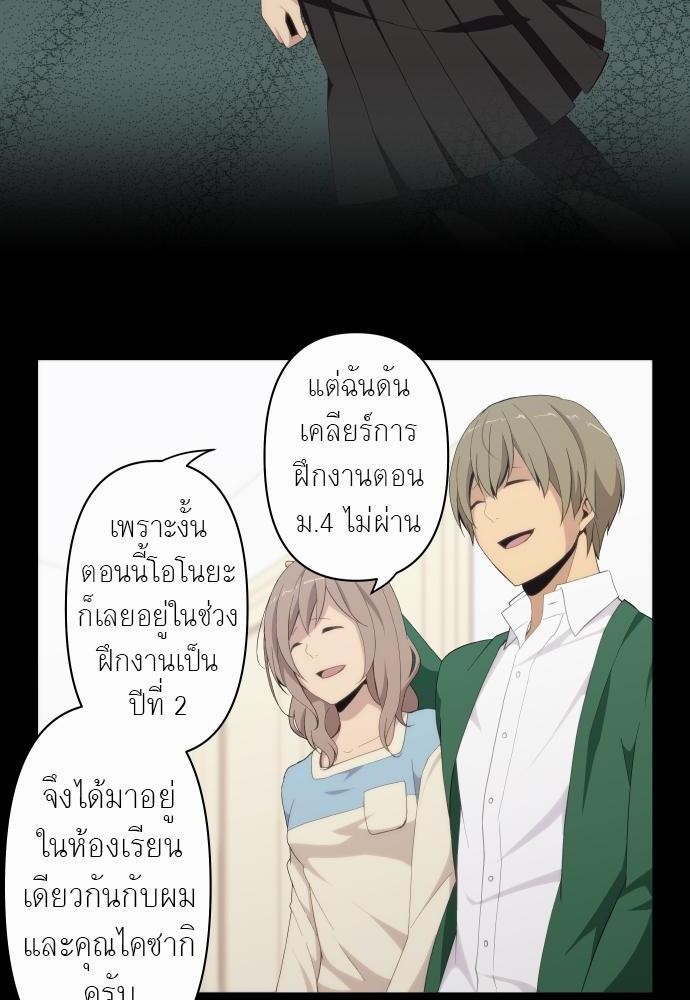 แต่ฉันดัน
เคลียร์การ
ฝึกงานตอน
ม.4 ไม่ผ่าน
เพราะงั้น
ตอนนี้โอโนยะ
ก็เลยอยู่ในช่วง
ฝึกงานเป็น
ปีที่ 2
จึงได้มาอยู่
ในห้องเรียน
เดียวกันกับผม
และคุณไคซากิ
ครับ